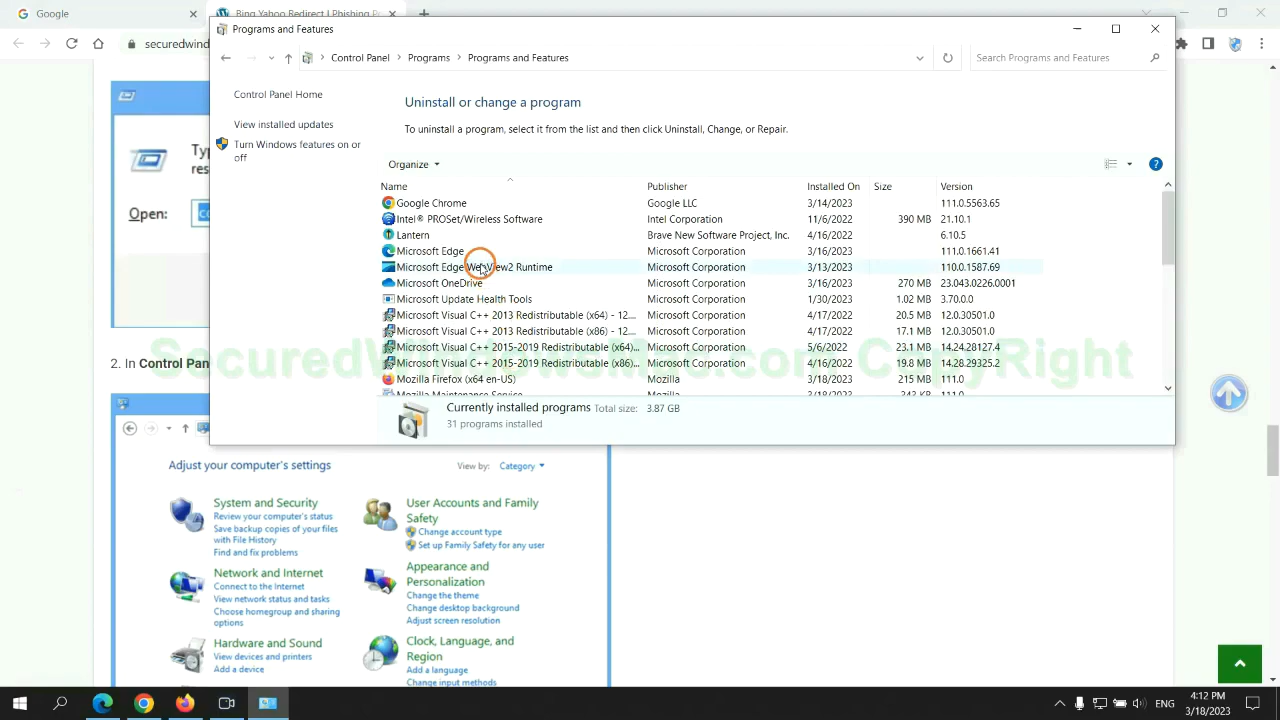 Google
Bing Yahoo Redirect | Phishing Pr
securedwind
Programs and Features
Control Panel
Programs
Programs and Features
Search Programs and Features
Control Panel Home
View installed updates
Turn Windows features on or
off
Uninstall or change a program
To uninstall a program, select it from the list and then click Uninstall, Change, or Repair.
Organize
Name Publisher Installed On Size Version
Google Chrome Google LLC 3/14/2023 111.0.5563.65
Intel® PROSet/Wireless Software Intel Corporation 11/6/2022 390 MB 21.10.1
Lantern Brave New Software Project, Inc. 4/16/2022 6.10.5
Microsoft Edge Microsoft Corporation 3/16/2023 111.0.1661.41
Microsoft Edge WebView2 Runtime Microsoft Corporation 3/13/2023 110.0.1587.69
Microsoft OneDrive Microsoft Corporation 3/16/2023 270 MB 23.043.0226.0001
Microsoft Update Health Tools Microsoft Corporation 1/30/2023 1.02 MB 3.70.0.0
Microsoft Visual C++ 2013 Redistributable (x64) - 12.... Microsoft Corporation 4/17/2022 20.5 MB 12.0.30501.0
Microsoft Visual C++ 2013 Redistributable (x86) - 12.... Microsoft Corporation 4/17/2022 17.1 MB 12.0.30501.0
Microsoft Visual C++ 2015-2019 Redistributable (x64)... Microsoft Corporation 5/6/2022 23.1 MB 14.24.28127.4
Microsoft Visual C++ 2015-2019 Redistributable (x86)... Microsoft Corporation 4/16/2022 19.8 MB 14.28.29325.2
Mozilla Firefox (x64 en-US) Mozilla 3/18/2023 215 MB 111.0
Mozilla Maintenance Service Mozilla 3/18/2023 343 KB 111.0
Currently installed programs Total size: 3.87 GB
31 programs installed
Ty
res
Open:
co
2. In Control Pan
Adjust your computer's settings
View by: Category
System and Security
Review your computer's status
Save backup copies of your files
with File History
Find and fix problems
Network and Internet
Connect to the Internet
View network status and tasks
Choose homegroup and sharing
options
Hardware and Sound
View devices and printers
Add a device
User Accounts and Family
Safety
Change account type
Set up Family Safety for any user
Appearance and
Personalization
Change the theme
Change desktop background
Adjust screen resolution
Clock, Language, and
Region
Add a language
Change input methods
ENG
4:12 PM
3/18/2023